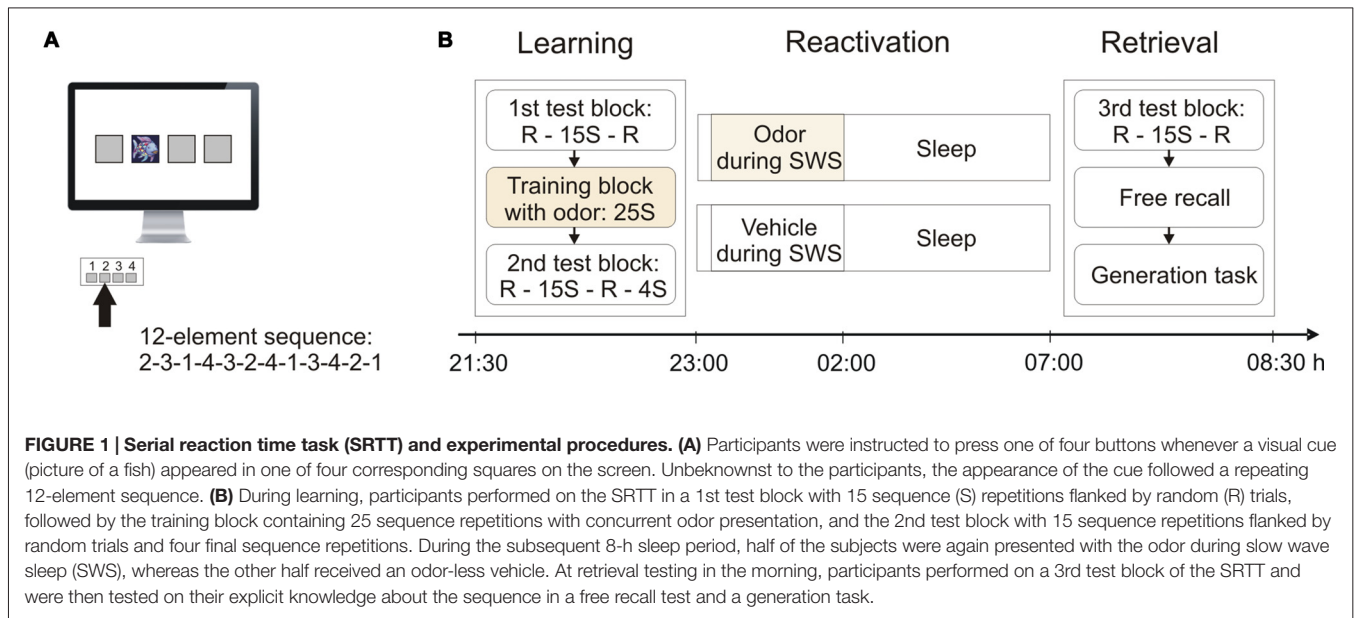 A
1 2 3 4
12-element sequence:
2-3-1-4-3-2-4-1-3-4-2-1
B
Learning
Reactivation
Retrieval
1st test block:
R - 15S - R
Training block
with odor: 25S
2nd test block:
R - 15S - R - 4S
Odor
during SWS
Sleep
Vehicle
during SWS
Sleep
3rd test block:
R - 15S - R
Free recall
Generation task
21:30
23:00
02:00
07:00
08:30 h
FIGURE 1 | Serial reaction time task (SRTT) and experimental procedures. (A) Participants were instructed to press one of four buttons whenever a visual cue
(picture of a fish) appeared in one of four corresponding squares on the screen. Unbeknownst to the participants, the appearance of the cue followed a repeating
12-element sequence. (B) During learning, participants performed on the SRTT in a 1st test block with 15 sequence (S) repetitions flanked by random (R) trials,
followed by the training block containing 25 sequence repetitions with concurrent odor presentation, and the 2nd test block with 15 sequence repetitions flanked by
random trials and four final sequence repetitions. During the subsequent 8-h sleep period, half of the subjects were again presented with the odor during slow wave
sleep (SWS), whereas the other half received an odor-less vehicle. At retrieval testing in the morning, participants performed on a 3rd test block of the SRTT and
were then tested on their explicit knowledge about the sequence in a free recall test and a generation task.